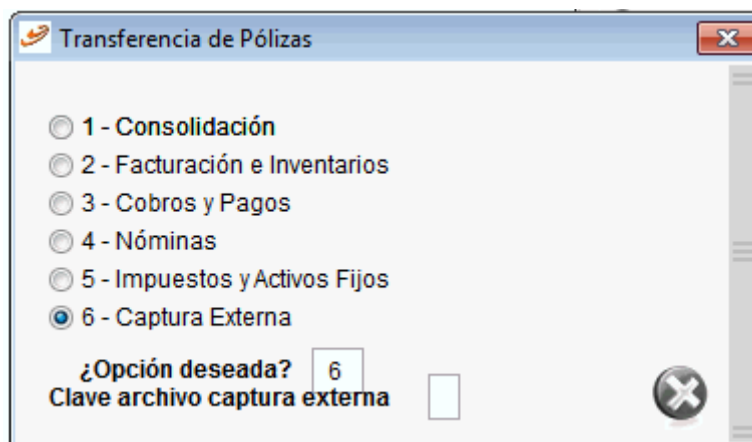 Transferencia de Pólizas
1 - Consolidación
2 - Facturación e Inventarios
3 - Cobros y Pagos
4 - Nóminas
5 - Impuestos y Activos Fijos
6 - Captura Externa
¿Opción deseada? 6
Clave archivo captura externa